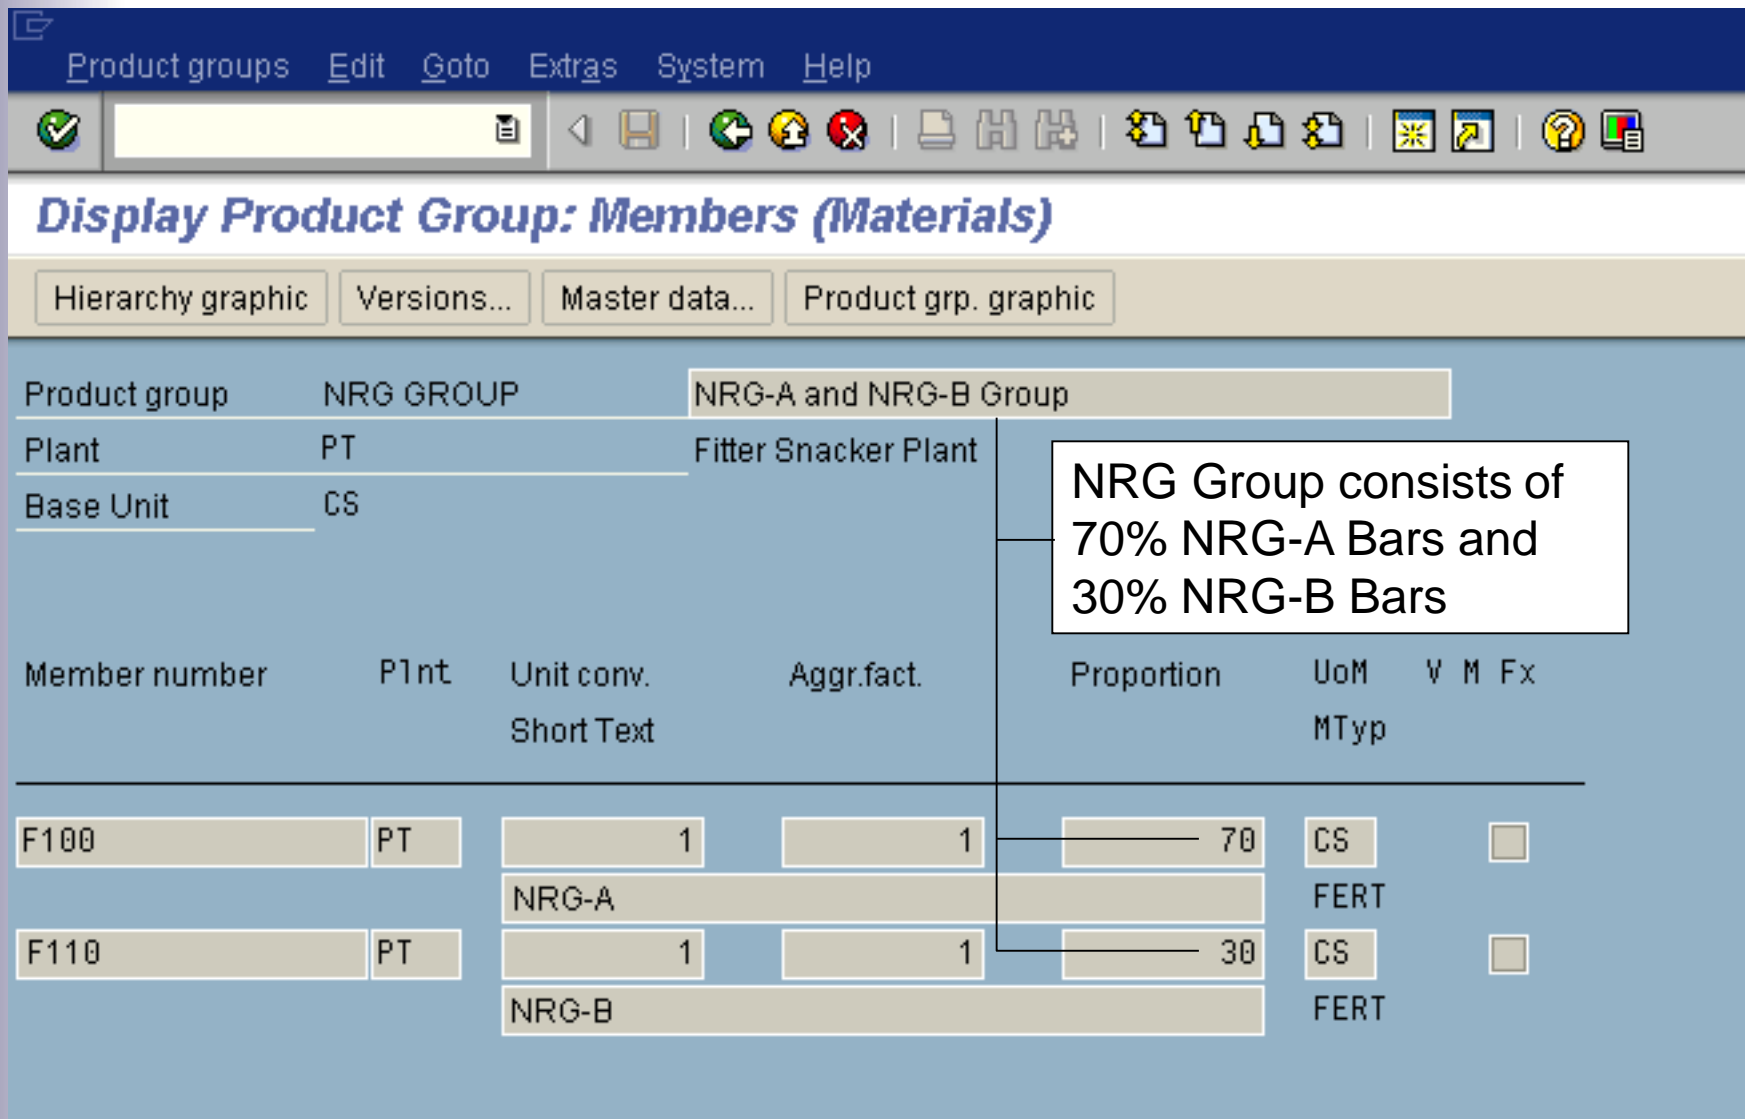 Product groups Edit Goto Extras System Help
Display Product Group: Members (Materials)
Hierarchy graphic Versions... Master data... Product grp. graphic
Product group NRG GROUP NRG-A and NRG-B Group
Plant PT Fitter Snacker Plant
Base Unit CS
NRG Group consists of
70% NRG-A Bars and
30% NRG-B Bars
Member number Plnt Unit conv. Aggr.fact. Proportion UoM V M Fx
Short Text MTyp
F100 PT 1 1 70 CS
NRG-A FERT
F110 PT 1 1 30 CS
NRG-B FERT